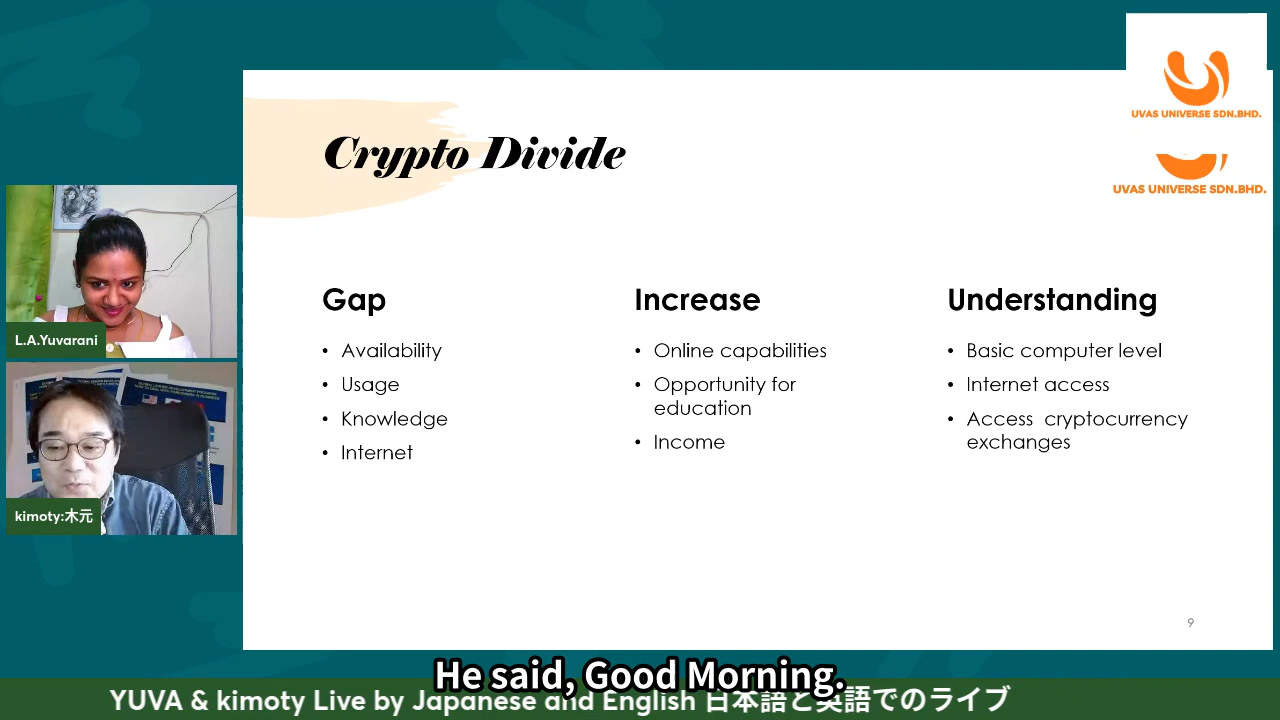 UVAS UNIVERSE SDN.BHD.
UVAS UNIVERSE SDN.BHD.
Crypto Divide
Gap
• Availability
• Usage
• Knowledge
• Internet
Increase
• Online capabilities
• Opportunity for
education
• Income
Understanding
• Basic computer level
• Internet access
• Access cryptocurrency
exchanges
L.A.Yuvarani
kimoty:木元
9
He said, Good Morning.
YUVA & kimoty Live by Japanese and English 日本語と英語でのライブ